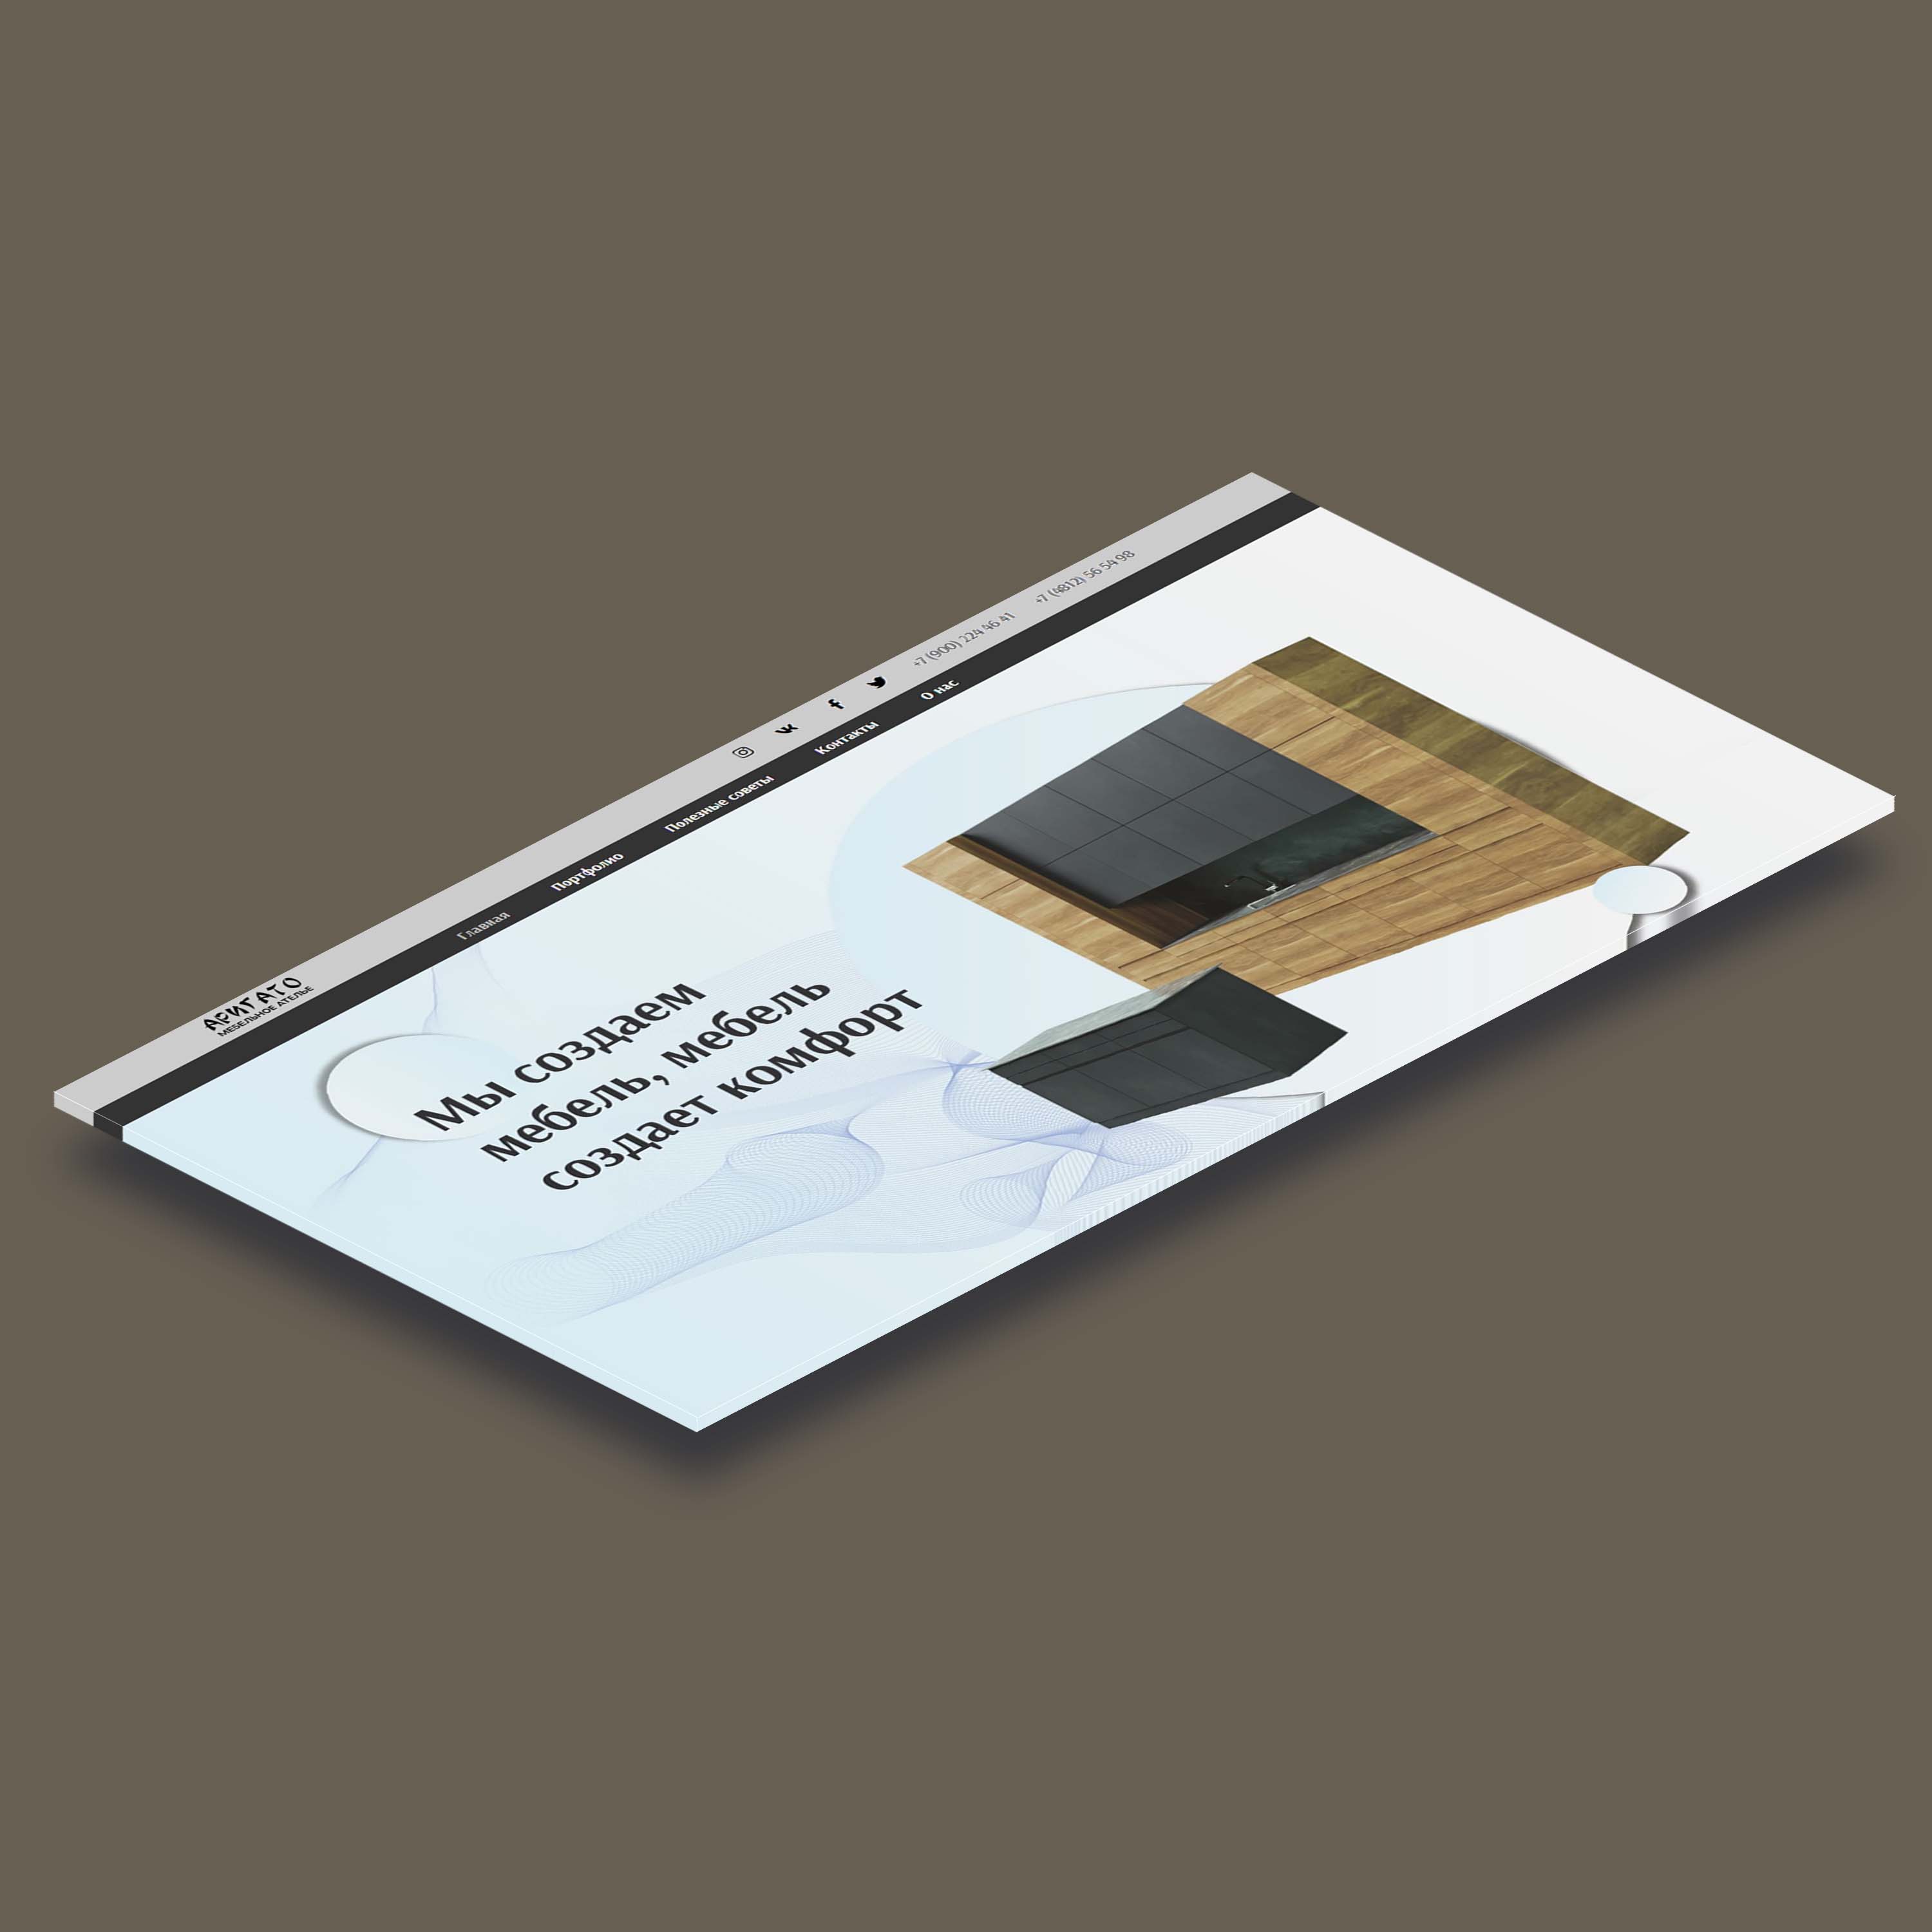 АРИГАТО
МЕБЕЛЬНОЕ АТЕЛЬЕ
+7 (900) 224 46 41
+7 (4812) 56 54 98
Главная
Портфолио
Полезные советы
Контакты
О нас
Мы создаем
мебель, мебель
создает комфорт